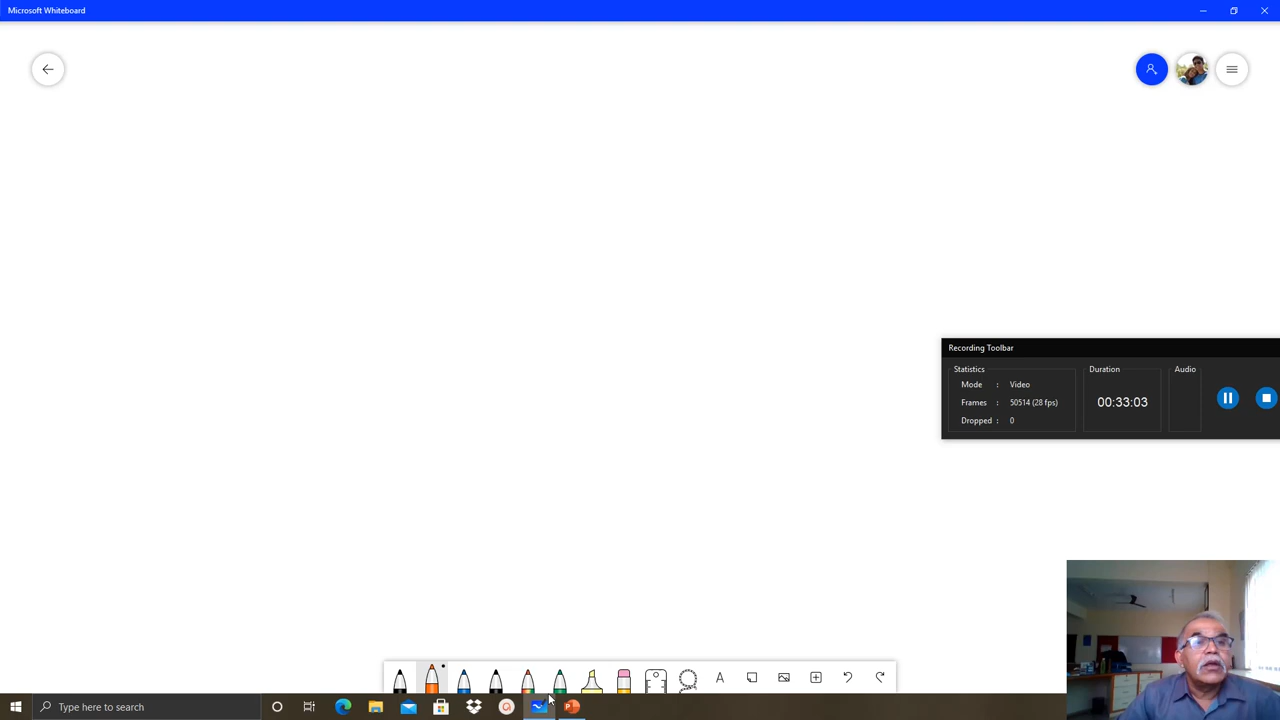 Microsoft Whiteboard
Recording Toolbar
Statistics
Duration
Audio
Mode : Video
Frames : 50514 (28 fps)
Dropped : 0
00:33:03
A
Type here to search